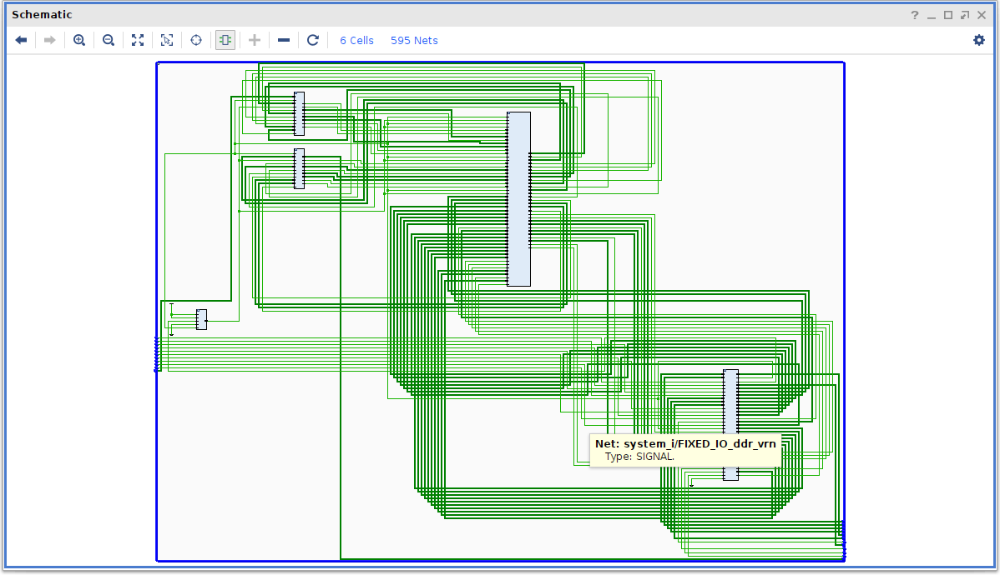 Schematic
?
6 Cells
595 Nets
Net: system_i/FIXED_IO_ddr_vrn
Type: SIGNAL.